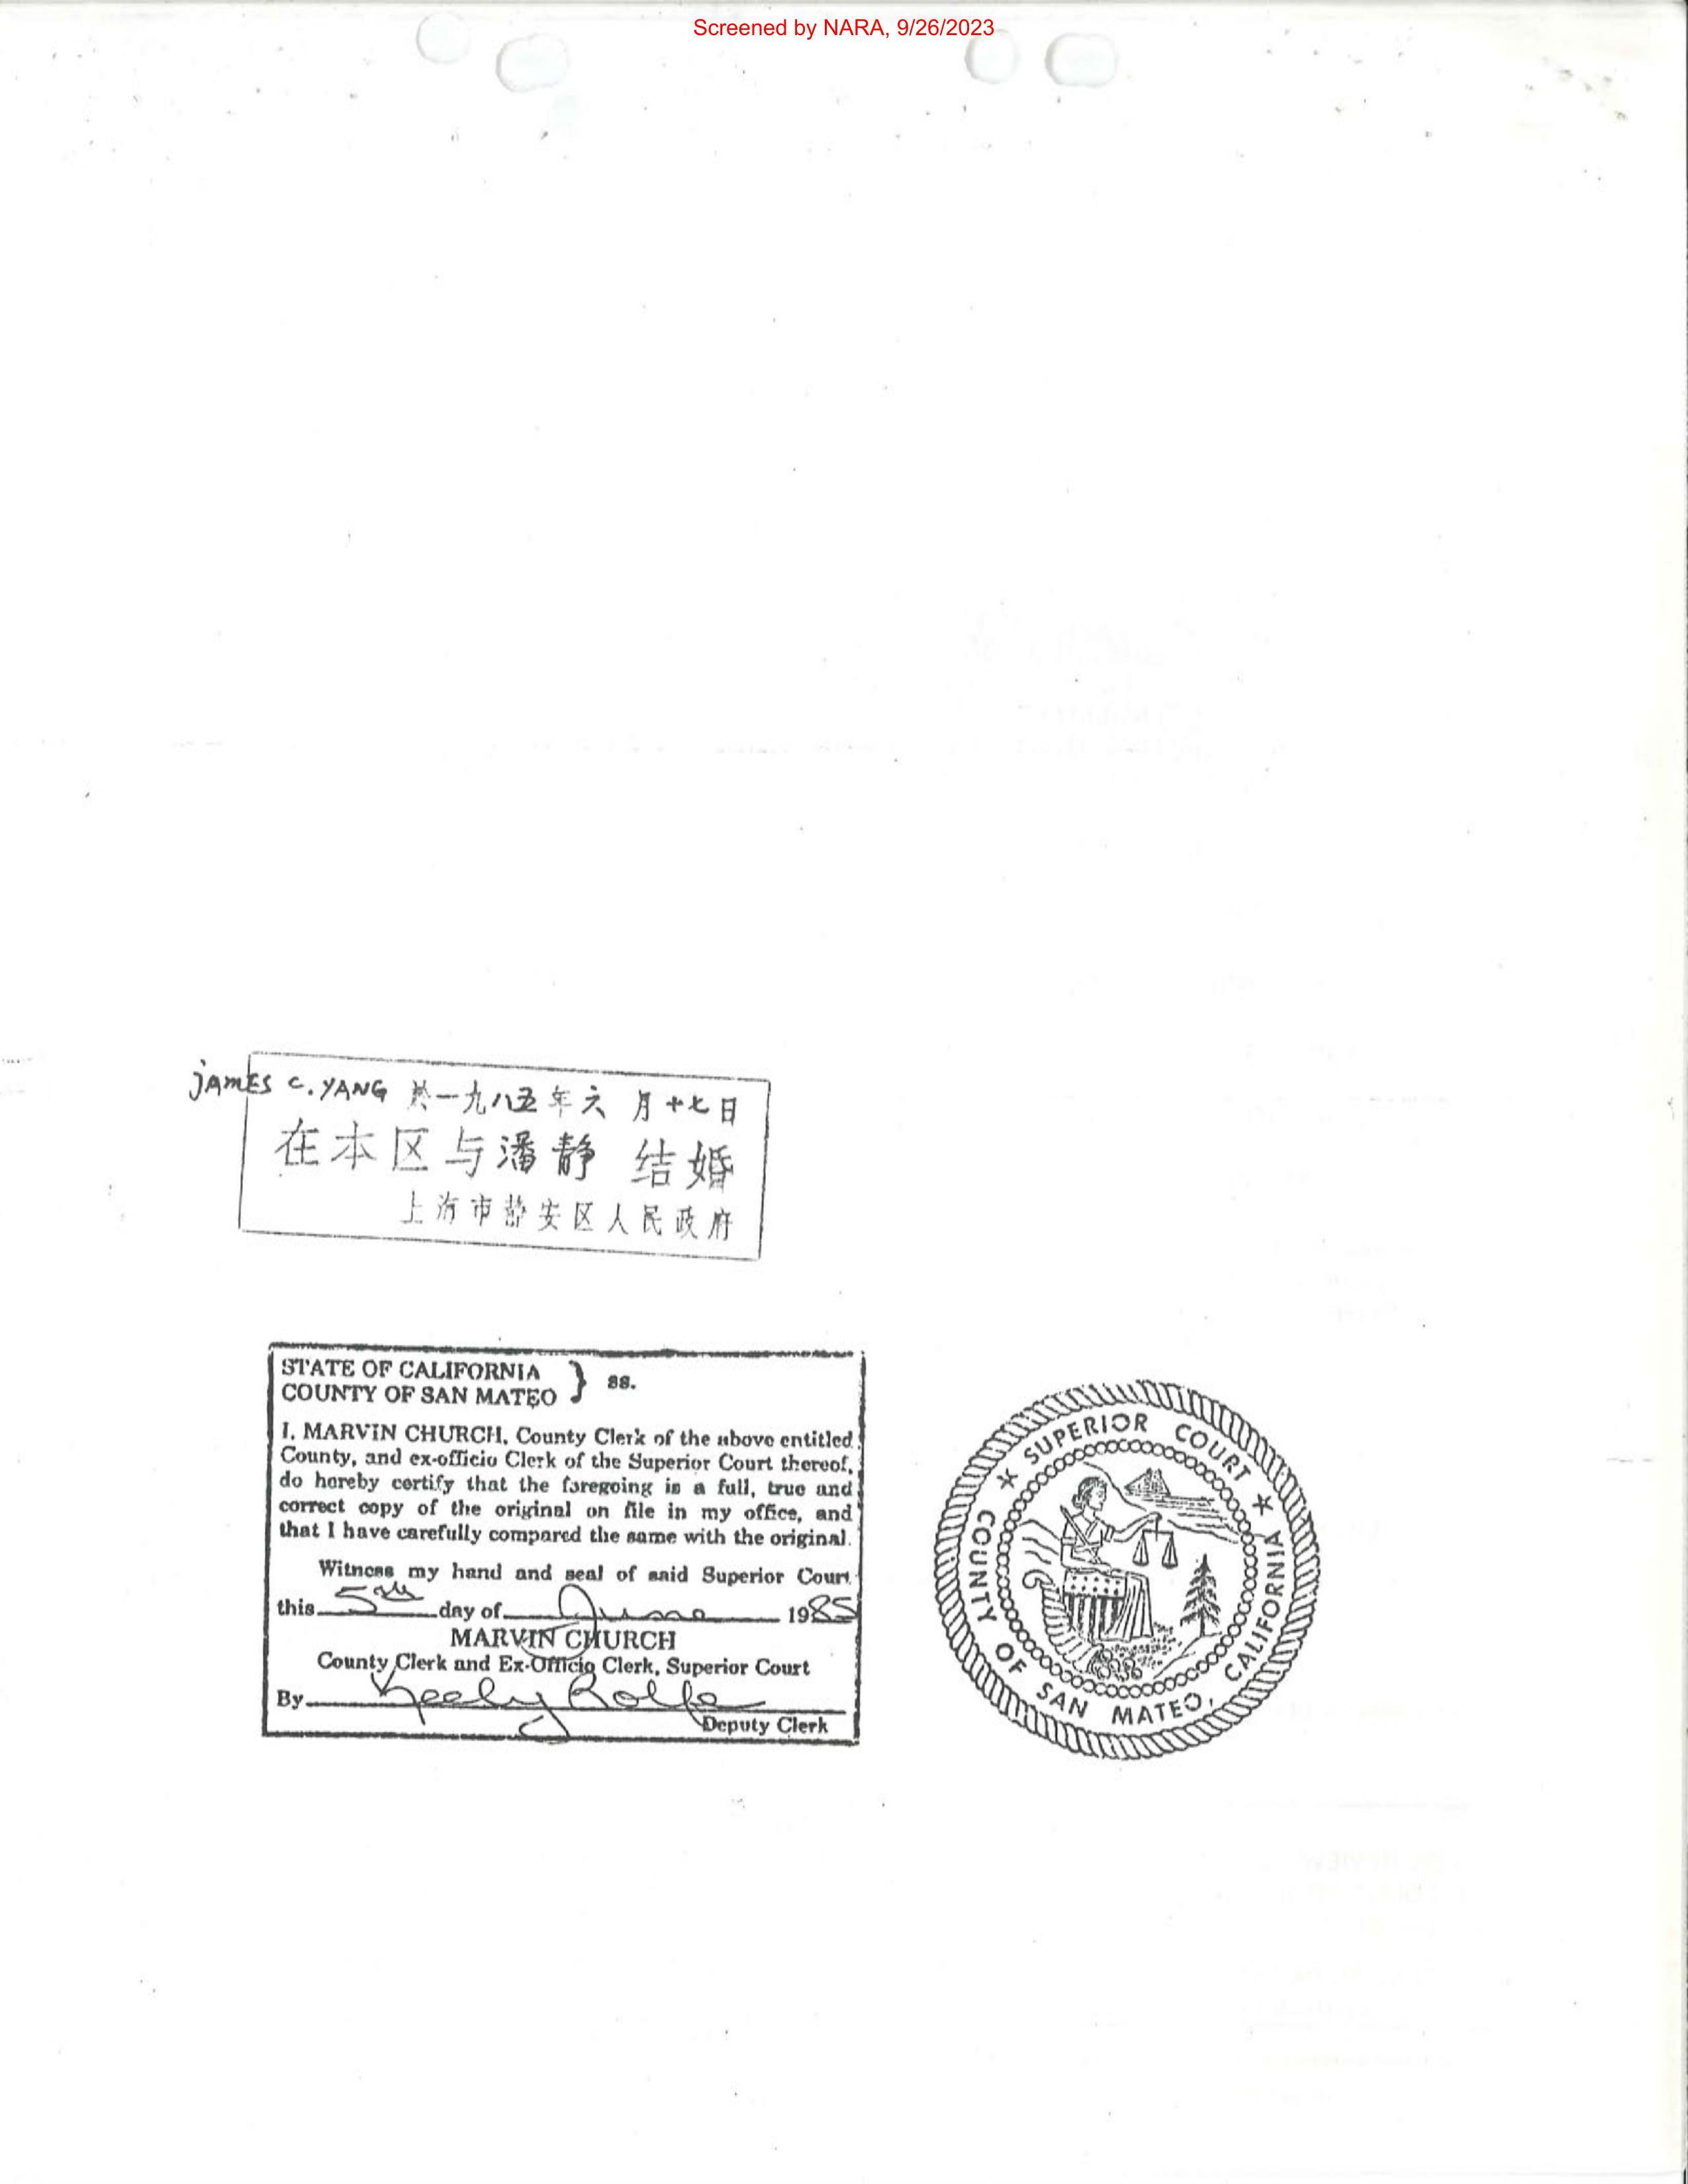 Screened by NARA, 9/26/2023
JAMES C. YANG 於一九八五年六月十七日
在本区与潘静 结婚
上海市静安区人民政府
STATE OF CALIFORNIA
COUNTY OF SAN MATEO } ss.
I, MARVIN CHURCH, County Clerk of the above entitled
County, and ex-officio Clerk of the Superior Court thereof,
do hereby certify that the foregoing is a full, true and
correct copy of the original on file in my office, and
that I have carefully compared the same with the original.
Witness my hand and seal of said Superior Court
this 5th day of June 1985
MARVIN CHURCH
County Clerk and Ex-Officio Clerk, Superior Court
By Keely Rolfe
Deputy Clerk
SUPERIOR COURT
COUNTY OF SAN MATEO, CALIFORNIA